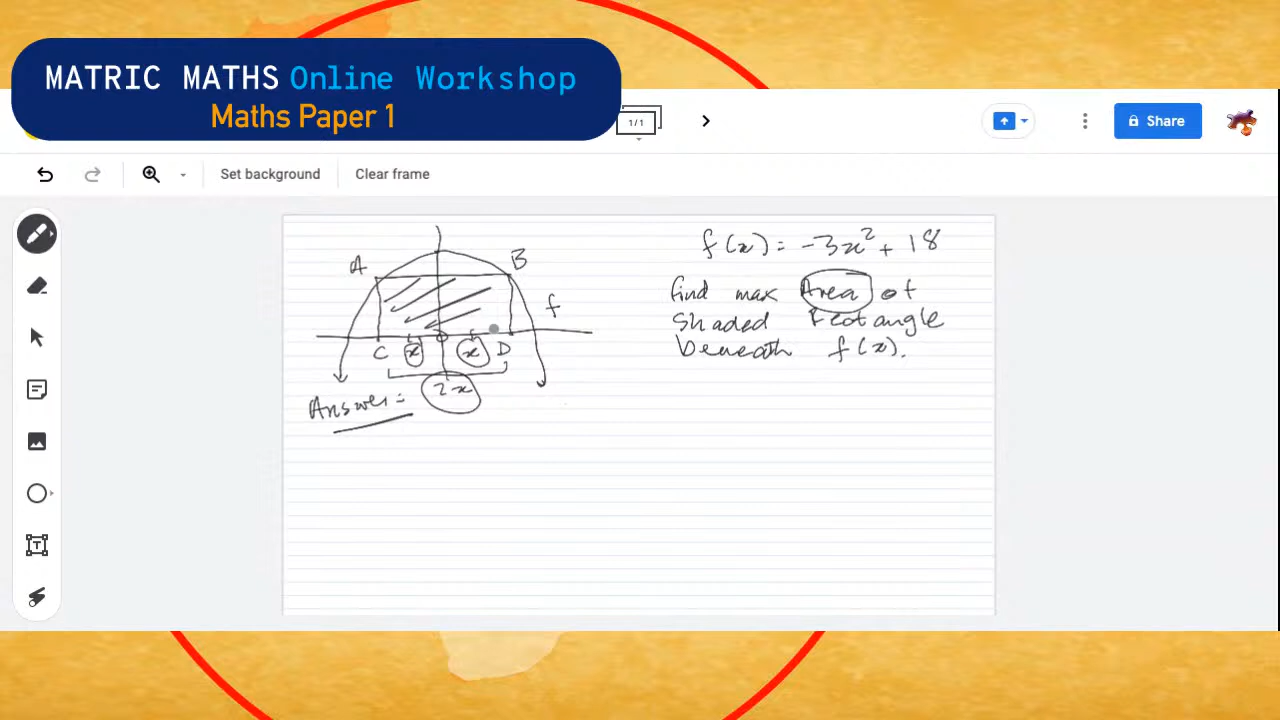 MATRIC MATHS Online Workshop
Maths Paper 1
1/1
Share
Set background
Clear frame
A
B
f
C
x
x
D
2x
Answer =
f(x) = -3x² + 18
find max Area of
shaded rectangle
beneath f(x).
T